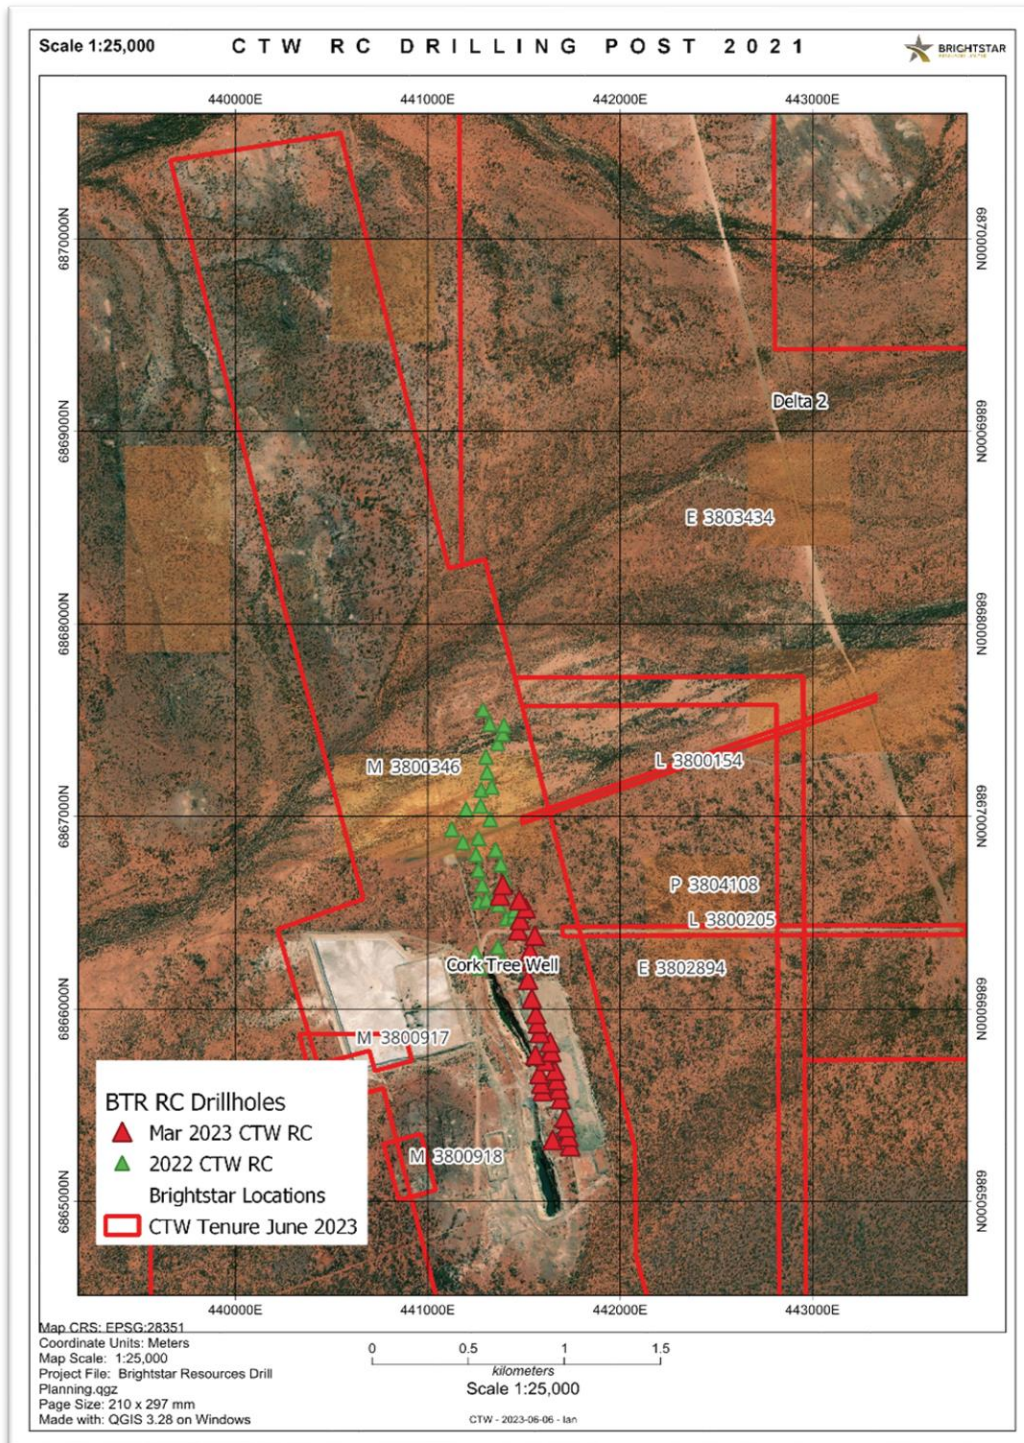 Scale 1:25,000
CTW RC DRILLING POST 2021
BRIGHTSTAR
440000E 441000E 442000E 443000E
6870000N 6870000N
Delta 2
6869000N 6869000N
E 3803434
6868000N 6868000N
L 3800154
M 3800346
6867000N 6867000N
P 3804108
L 3800205
Cork Tree Well
E 3802894
6866000N 6866000N
M 3800917
BTR RC Drillholes
Mar 2023 CTW RC
2022 CTW RC
Brightstar Locations
CTW Tenure June 2023
M 3800918
6865000N 6865000N
440000E 441000E 442000E 443000E
Map CRS: EPSG:28351
Coordinate Units: Meters
Map Scale: 1:25,000
Project File: Brightstar Resources Drill
Planning.qgz
Page Size: 210 x 297 mm
Made with: QGIS 3.28 on Windows
0 0.5 1 1.5
kilometers
Scale 1:25,000
CTW - 2023-06-06 - Ian